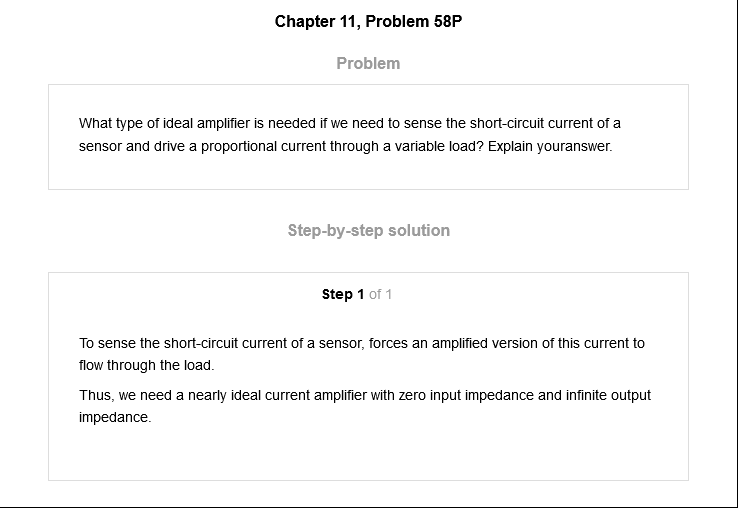 Chapter 11, Problem 58P
Problem
What type of ideal amplifier is needed if we need to sense the short-circuit current of a
sensor and drive a proportional current through a variable load? Explain youranswer.
Step-by-step solution
Step 1 of 1
To sense the short-circuit current of a sensor, forces an amplified version of this current to
flow through the load.
Thus, we need a nearly ideal current amplifier with zero input impedance and infinite output
impedance.